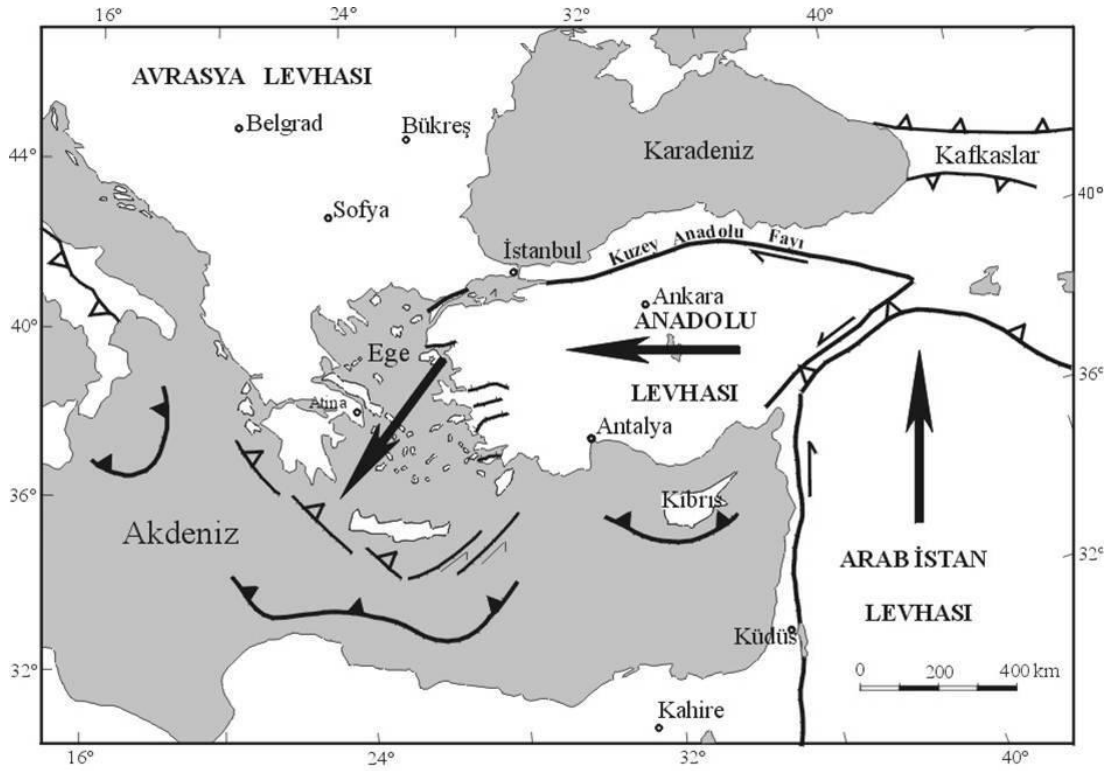 16°
24°
32°
40°
AVRASYA LEVHASI
Belgrad
Bükreş
Karadeniz
Kafkaslar
44°
40°
Sofya
İstanbul
Kuzey Anadolu Fayı
Ankara
ANADOLU
40°
Ege
36°
LEVHASI
Atina
Antalya
36°
Kıbrıs
Akdeniz
32°
ARAB İSTAN
LEVHASI
Küdüs
32°
0 200 400 km
Kahire
16°
24°
32°
40°